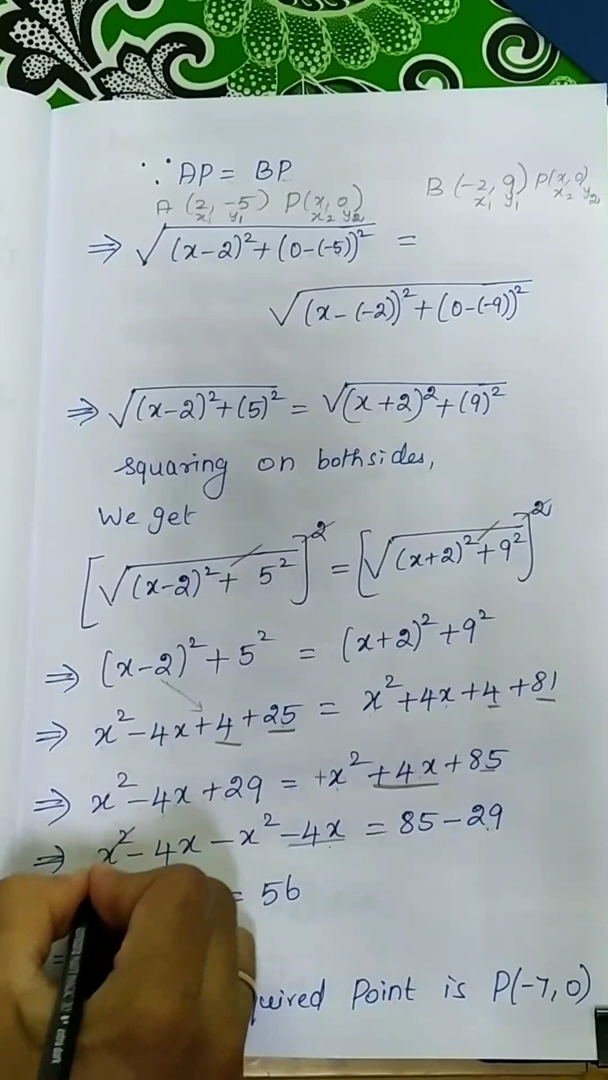 ∵ AP = BP
A (2, -5) P(x, 0) B (-2, 9) P(x, 0)
x₁ y₁ x₂ y₂ x₁ y₁ x₂ y₂
⇒ √((x-2)² + (0-(-5))²) =
√((x-(-2))² + (0-(-9))²)
⇒ √((x-2)² + (5)²) = √((x+2)² + (9)²)
squaring on bothsides,
We get
[√((x-2)² + 5²)]² = [√((x+2)² + 9²)]²
⇒ (x-2)² + 5² = (x+2)² + 9²
⇒ x² - 4x + 4 + 25 = x² + 4x + 4 + 81
⇒ x² - 4x + 29 = +x² + 4x + 85
⇒ x² - 4x - x² - 4x = 85 - 29
= 56
Point is P(-7, 0)